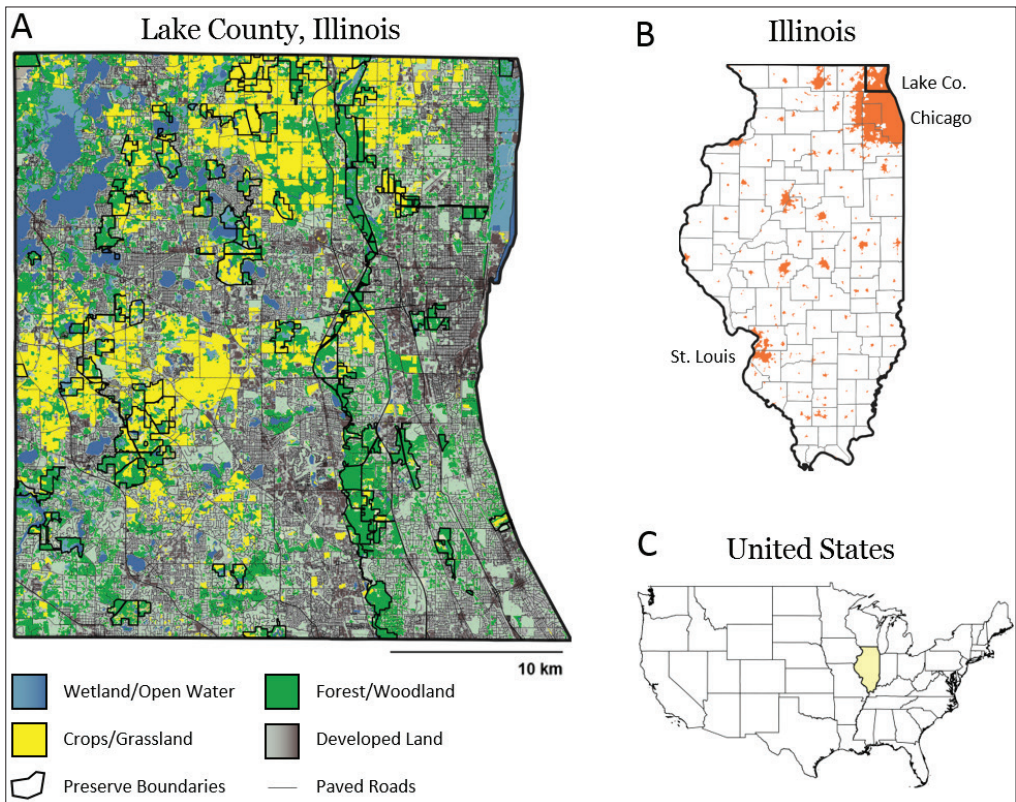 A
Lake County, Illinois
10 km
Wetland/Open Water
Forest/Woodland
Crops/Grassland
Developed Land
Preserve Boundaries
Paved Roads
B
Illinois
Lake Co.
Chicago
St. Louis
C
United States